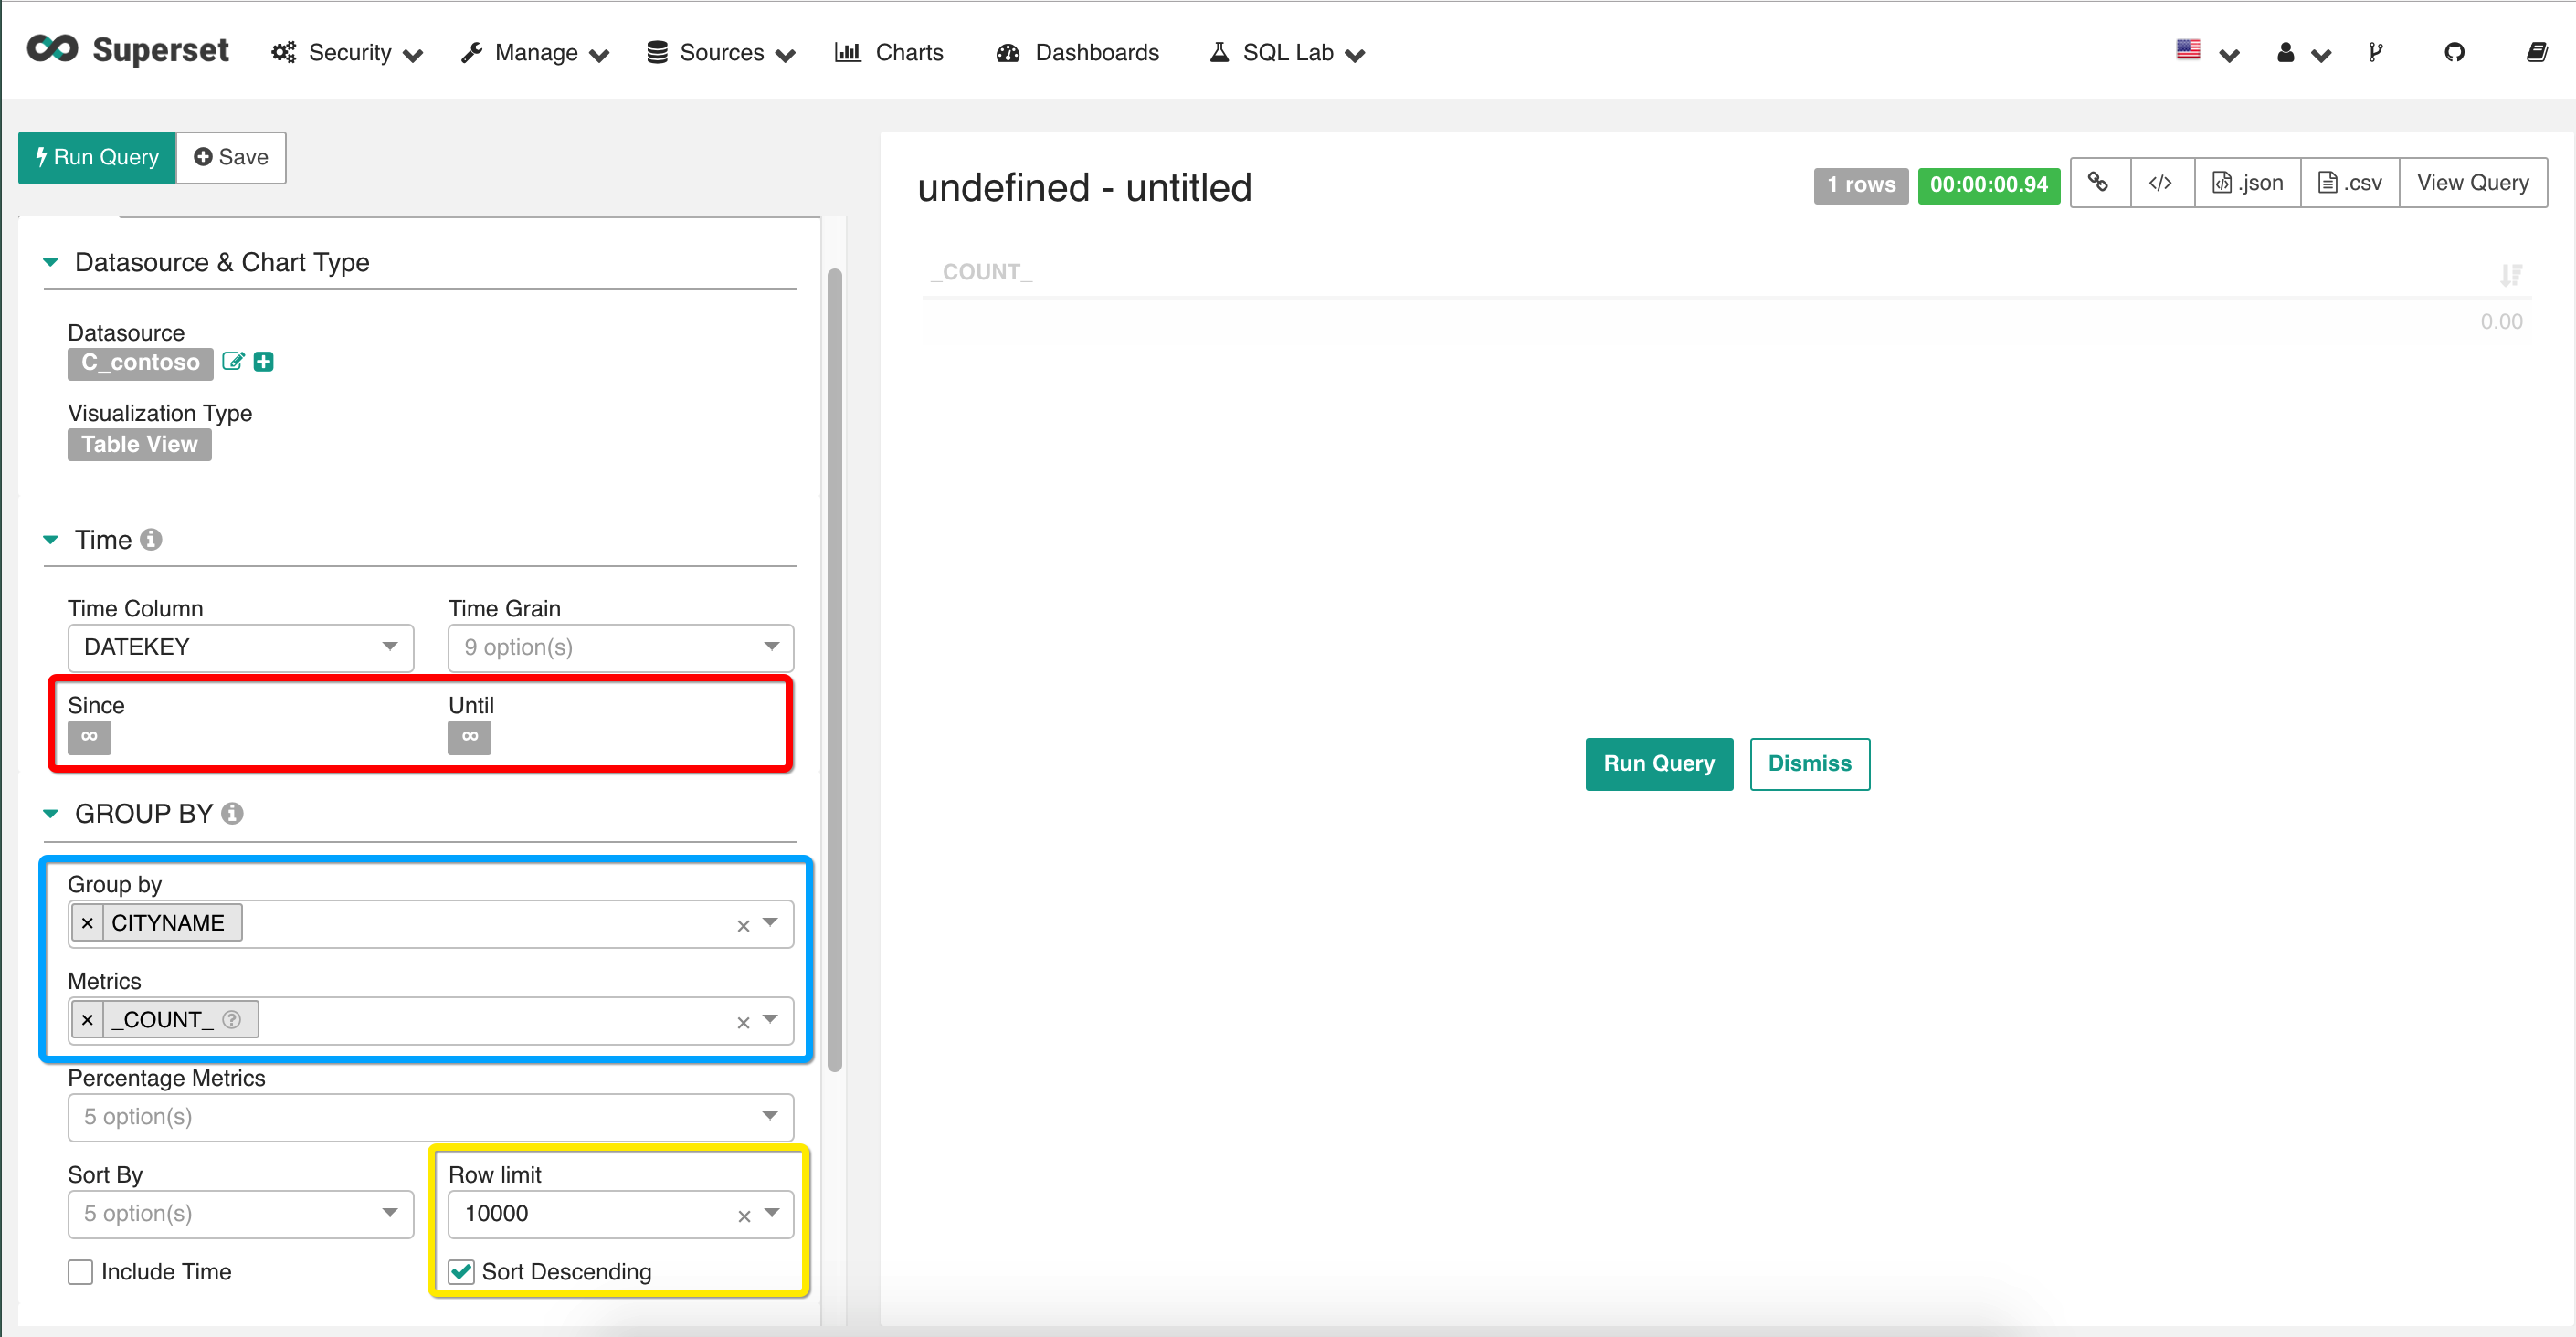 Superset Security Manage Sources Charts Dashboards SQL Lab
Run Query Save
Datasource & Chart Type
Datasource
C_contoso
Visualization Type
Table View
Time
Time Column Time Grain
DATEKEY 9 option(s)
Since Until
∞ ∞
GROUP BY
Group by
× CITYNAME ×
Metrics
× _COUNT_ ? ×
Percentage Metrics
5 option(s)
Sort By Row limit
5 option(s) 10000 ×
Include Time Sort Descending
undefined - untitled
1 rows 00:00:00.94 </> .json .csv View Query
_COUNT_
0.00
Run Query Dismiss